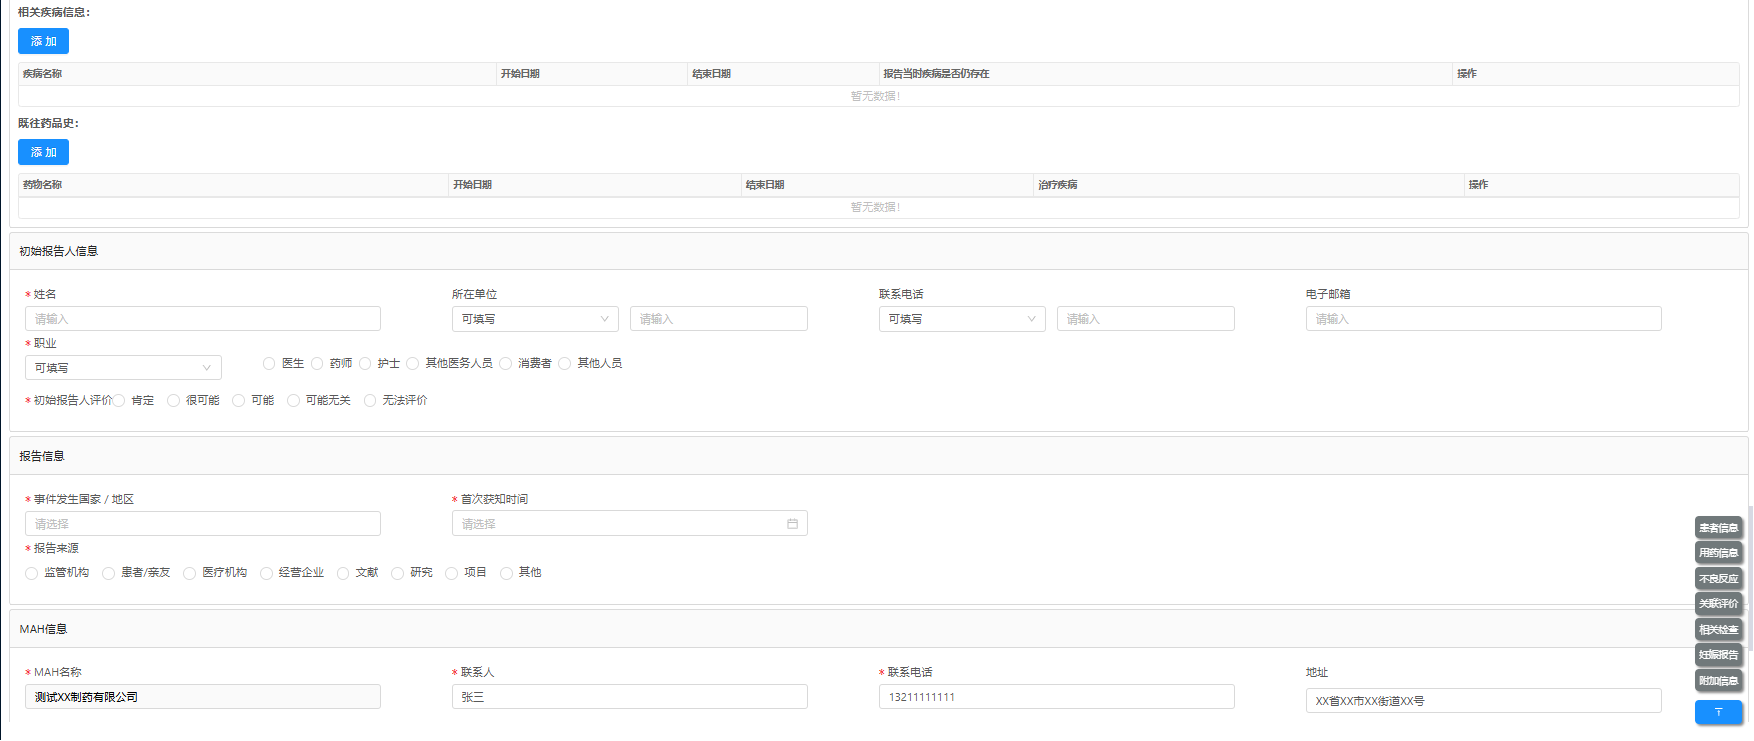 相关疾病信息：
添 加
疾病名称 开始日期 结束日期 报告当时疾病是否仍存在 操作
暂无数据！
既往药品史：
添 加
药物名称 开始日期 结束日期 治疗疾病 操作
暂无数据！
初始报告人信息
* 姓名 所在单位 联系电话 电子邮箱
请输入 可填写 请输入 可填写 请输入 请输入
* 职业
可填写 医生 药师 护士 其他医务人员 消费者 其他人员
* 初始报告人评价 肯定 很可能 可能 可能无关 无法评价
报告信息
* 事件发生国家 / 地区 * 首次获知时间
请选择 请选择
* 报告来源
监管机构 患者/亲友 医疗机构 经营企业 文献 研究 项目 其他
MAH信息
* MAH名称 * 联系人 * 联系电话 地址
测试XX制药有限公司 张三 13211111111 XX省XX市XX街道XX号
患者信息
用药信息
不良反应
关联评价
相关检查
妊娠报告
附加信息